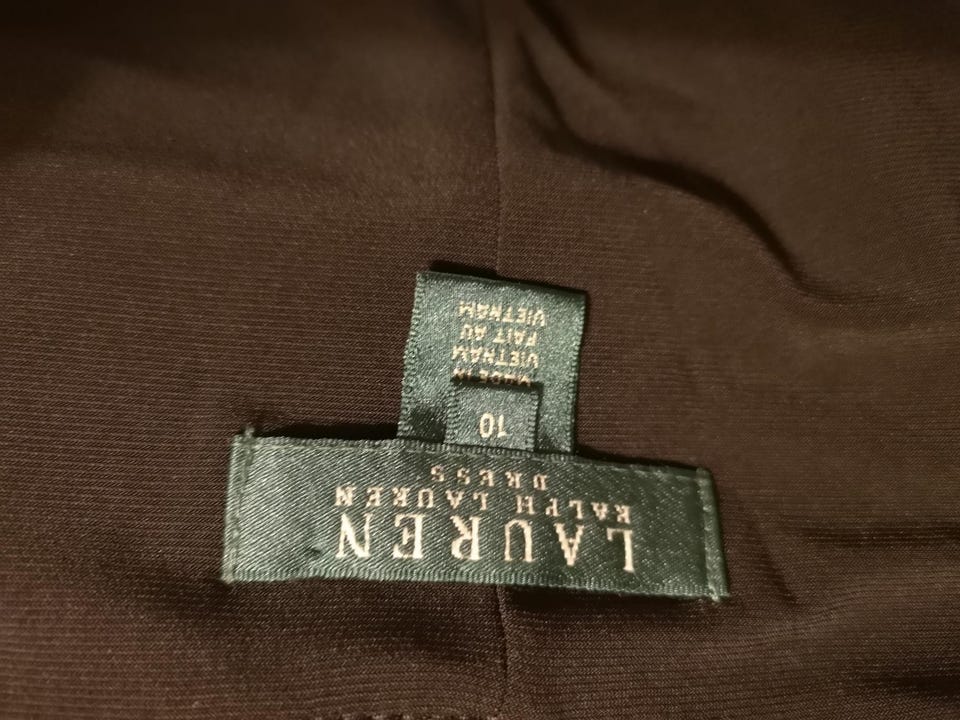 LAUREN
RALPH LAUREN
DRESS
10
MADE IN
VIETNAM
FAIT AU
VIETNAM